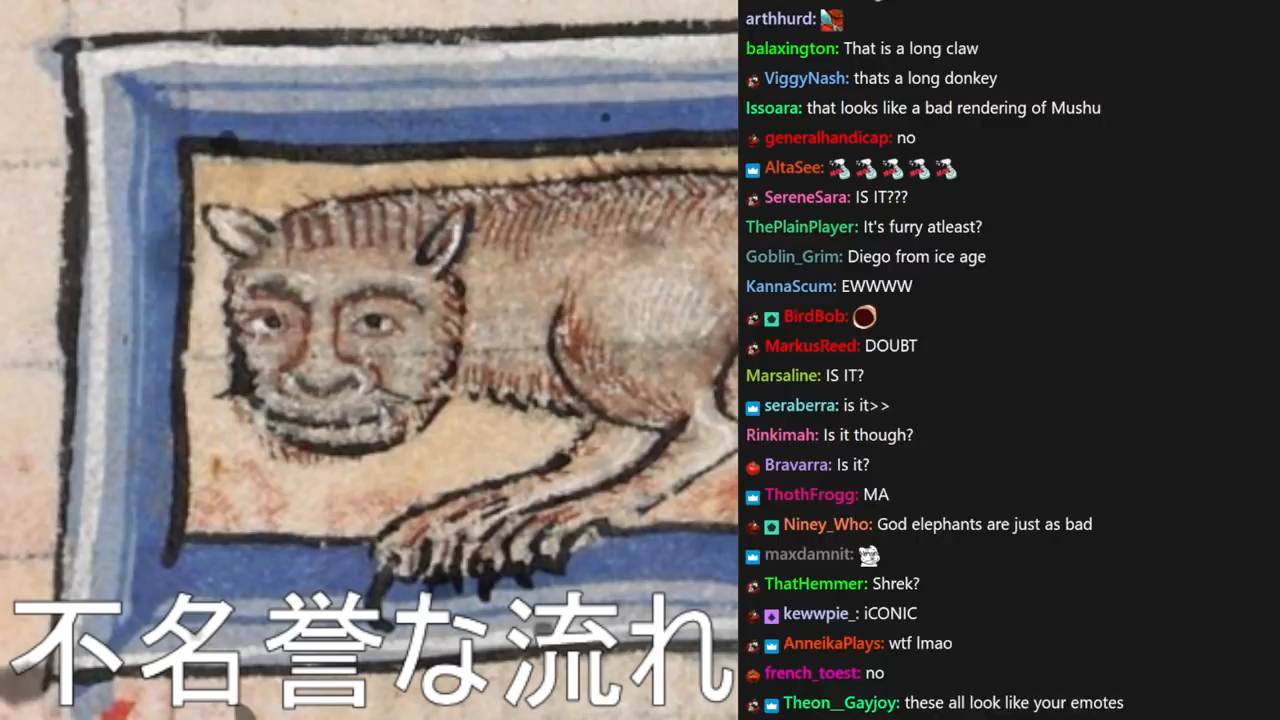 不名誉な流れ
arthhurd:
balaxington: That is a long claw
ViggyNash: thats a long donkey
Issoara: that looks like a bad rendering of Mushu
generalhandicap: no
AltaSee:
SereneSara: IS IT???
ThePlainPlayer: It's furry atleast?
Goblin_Grim: Diego from ice age
KannaScum: EWWWW
BirdBob:
MarkusReed: DOUBT
Marsaline: IS IT?
seraberra: is it>>
Rinkimah: Is it though?
Bravarra: Is it?
ThothFrogg: MA
Niney_Who: God elephants are just as bad
maxdamnit:
ThatHemmer: Shrek?
kewwpie_: iCONIC
AnneikaPlays: wtf lmao
french_toest: no
Theon__Gayjoy: these all look like your emotes